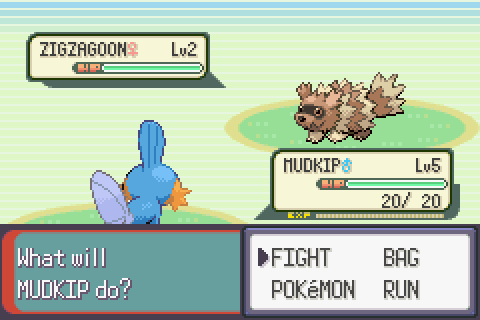 ZIGZAGOON♀ Lv2
HP
MUDKIP♂ Lv5
HP
20/ 20
EXP
What will
MUDKIP do?
FIGHT BAG
POKéMON RUN